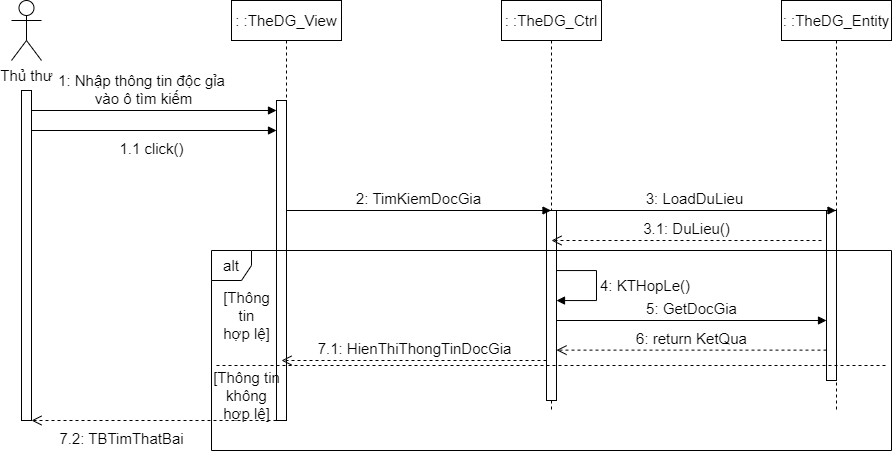 : :TheDG_View
: :TheDG_Ctrl
: :TheDG_Entity
Thủ thư
1: Nhập thông tin độc gỉa
vào ô tìm kiếm
1.1 click()
2: TimKiemDocGia
3: LoadDuLieu
3.1: DuLieu()
alt
4: KTHopLe()
[Thông
tin
hợp lệ]
5: GetDocGia
6: return KetQua
7.1: HienThiThongTinDocGia
[Thông tin
không
hợp lệ]
7.2: TBTimThatBai